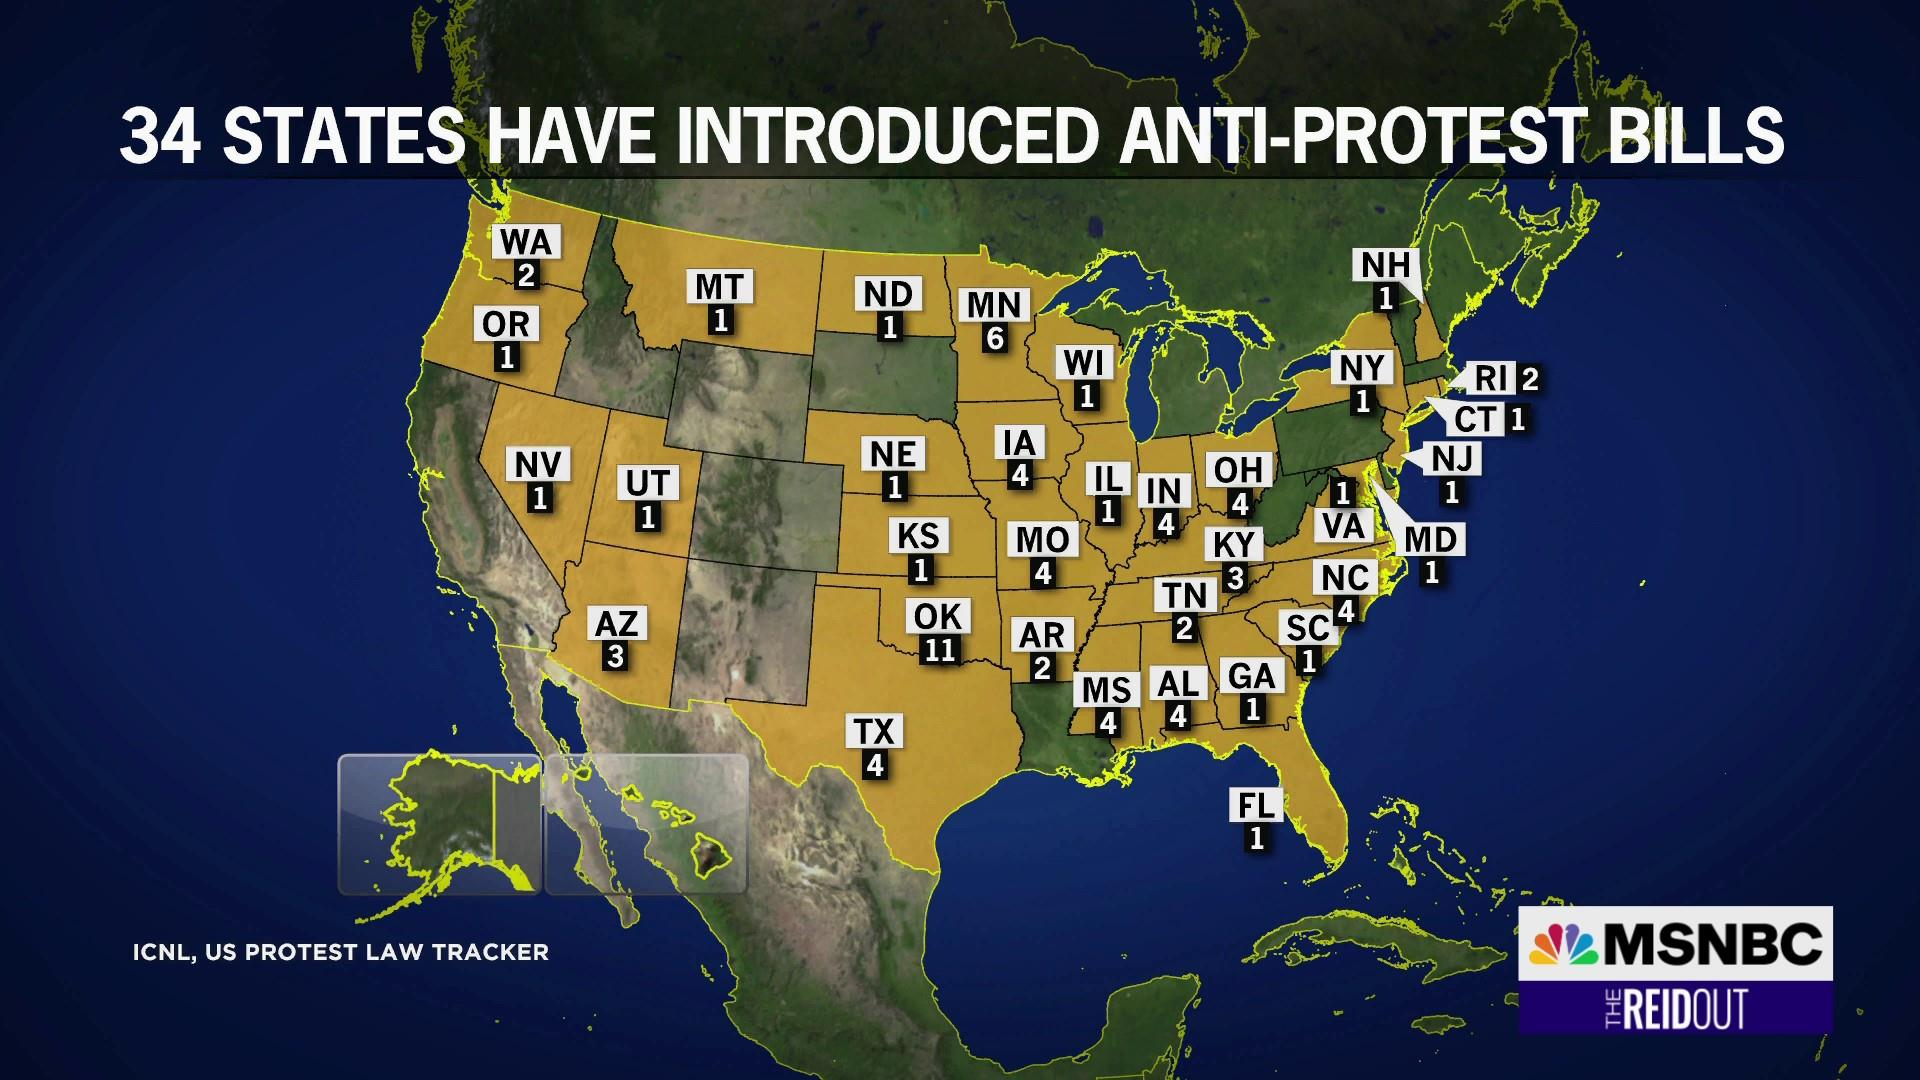 34 STATES HAVE INTRODUCED ANTI-PROTEST BILLS
WA
2
OR
1
MT
1
ND
1
MN
6
WI
1
NH
1
NY
1
RI 2
CT 1
NJ
1
NV
1
UT
1
NE
1
IA
4
IL
1
IN
4
OH
4
1
VA
MD
1
KS
1
MO
4
KY
3
NC
4
AZ
3
OK
11
AR
2
TN
2
SC
1
MS
4
AL
4
GA
1
TX
4
FL
1
ICNL, US PROTEST LAW TRACKER
MSNBC
THE REIDOUT